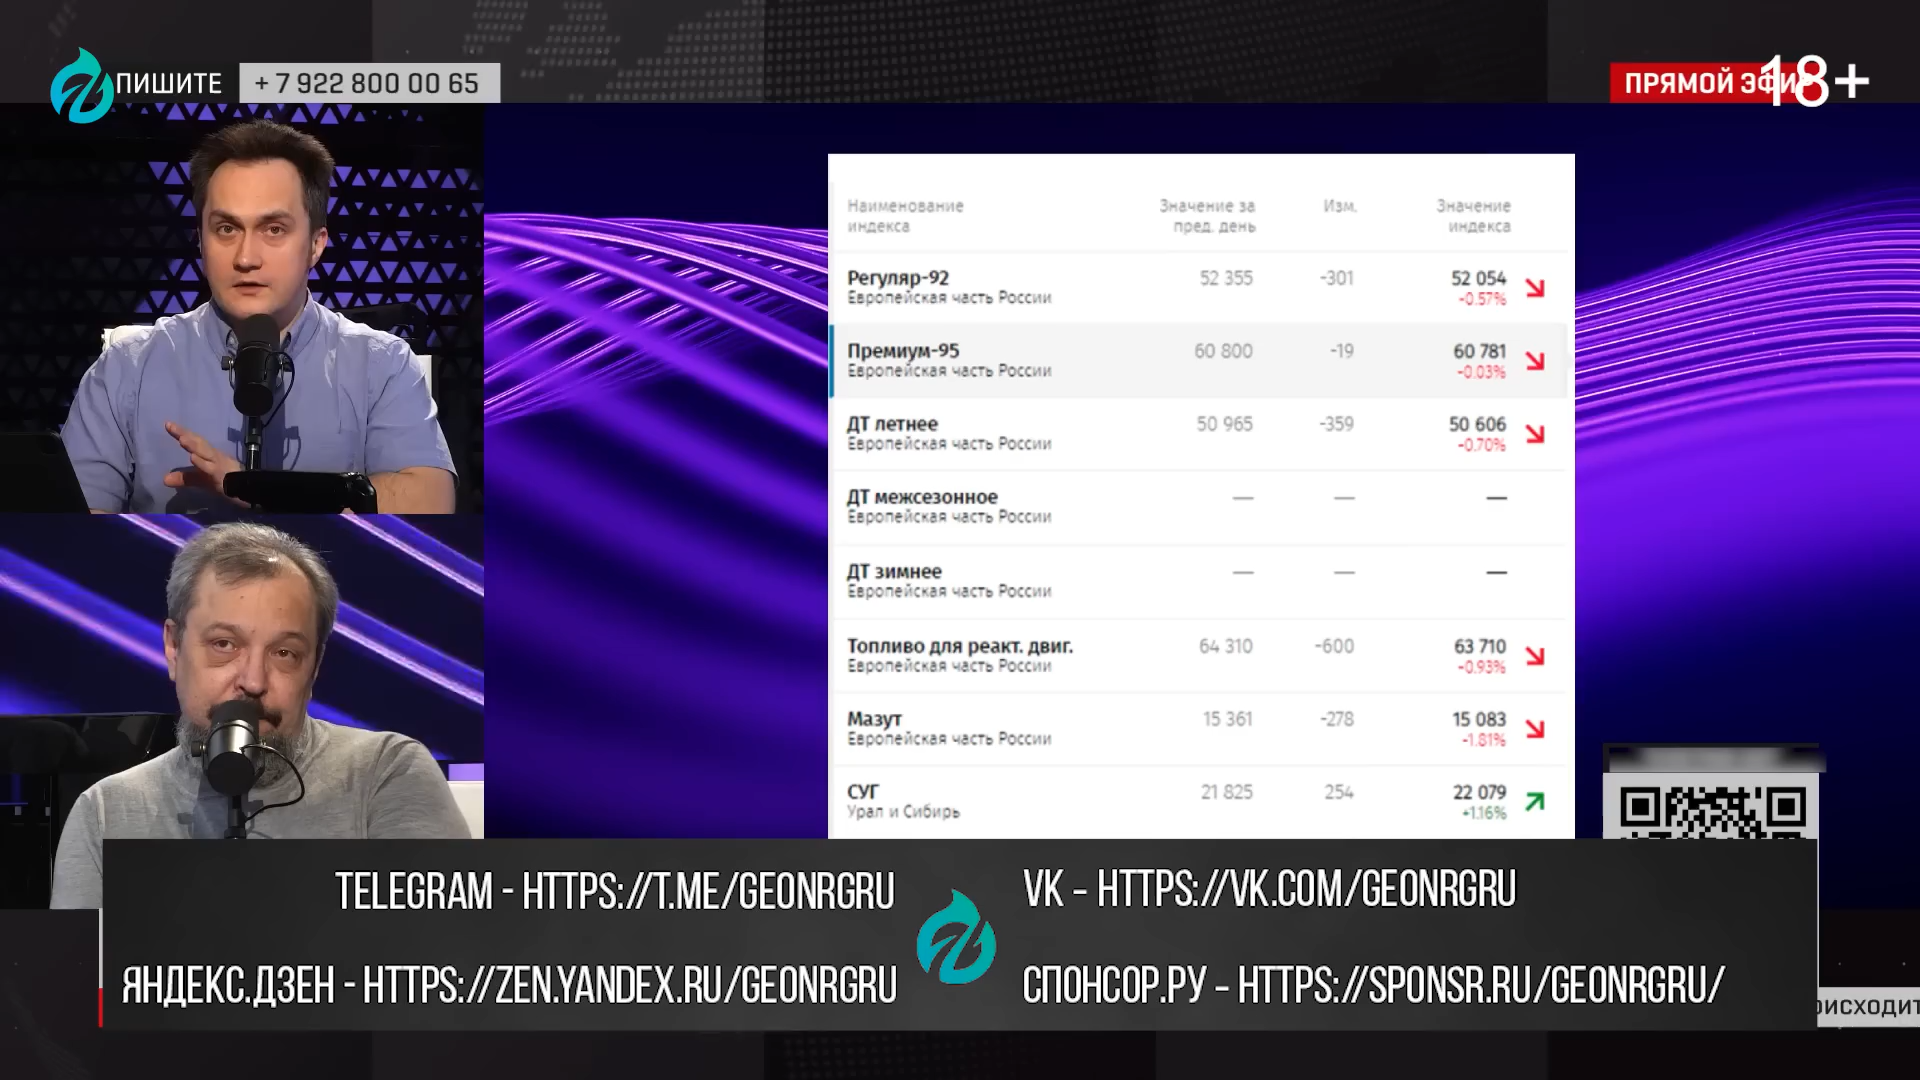 ПИШИТЕ
+ 7 922 800 00 65
ПРЯМОЙ ЭФИР
18+
Наименование индекса
Значение за пред. день
Изм.
Значение индекса
Регуляр-92
Европейская часть России
52 355
-301
52 054
-0.57%
Премиум-95
Европейская часть России
60 800
-19
60 781
-0.03%
ДТ летнее
Европейская часть России
50 965
-359
50 606
-0.70%
ДТ межсезонное
Европейская часть России
—
—
—
ДТ зимнее
Европейская часть России
—
—
—
Топливо для реакт. двиг.
Европейская часть России
64 310
-600
63 710
-0.93%
Мазут
Европейская часть России
15 361
-278
15 083
-1.81%
СУГ
Урал и Сибирь
21 825
254
22 079
+1.16%
TELEGRAM - HTTPS://T.ME/GEONRGRU
VK - HTTPS://VK.COM/GEONRGRU
ЯНДЕКС.ДЗЕН - HTTPS://ZEN.YANDEX.RU/GEONRGRU
СПОНСОР.РУ - HTTPS://SPONSR.RU/GEONRGRU/